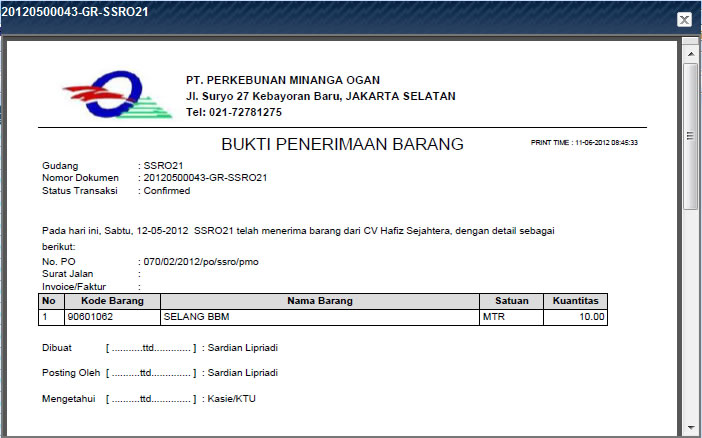 20120500043-GR-SSRO21
PT. PERKEBUNAN MINANGA OGAN
Jl. Suryo 27 Kebayoran Baru, JAKARTA SELATAN
Tel: 021-72781275
BUKTI PENERIMAAN BARANG
PRINT TIME : 11-06-2012 08:45:33
Gudang : SSRO21
Nomor Dokumen : 20120500043-GR-SSRO21
Status Transaksi : Confirmed
Pada hari ini, Sabtu, 12-05-2012 SSRO21 telah menerima barang dari CV Hafiz Sejahtera, dengan detail sebagai
berikut:
No. PO : 070/02/2012/po/ssro/pmo
Surat Jalan :
Invoice/Faktur :
No Kode Barang Nama Barang Satuan Kuantitas
1 90601062 SELANG BBM MTR 10.00
Dibuat [ ...........ttd............. ] : Sardian Lipriadi
Posting Oleh [ ..........ttd.............. ] : Sardian Lipriadi
Mengetahui [ ..........ttd.............. ] : Kasie/KTU